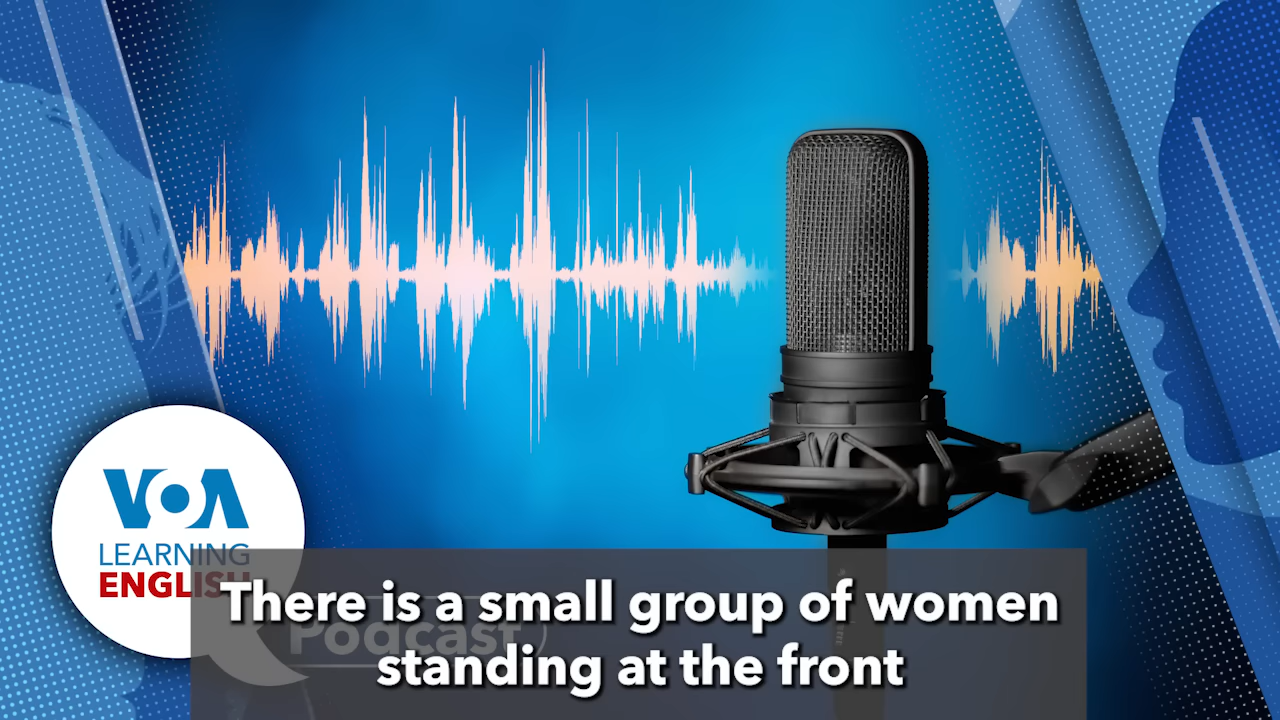 VOA
LEARNING
ENGLISH
Podcast
There is a small group of women
standing at the front